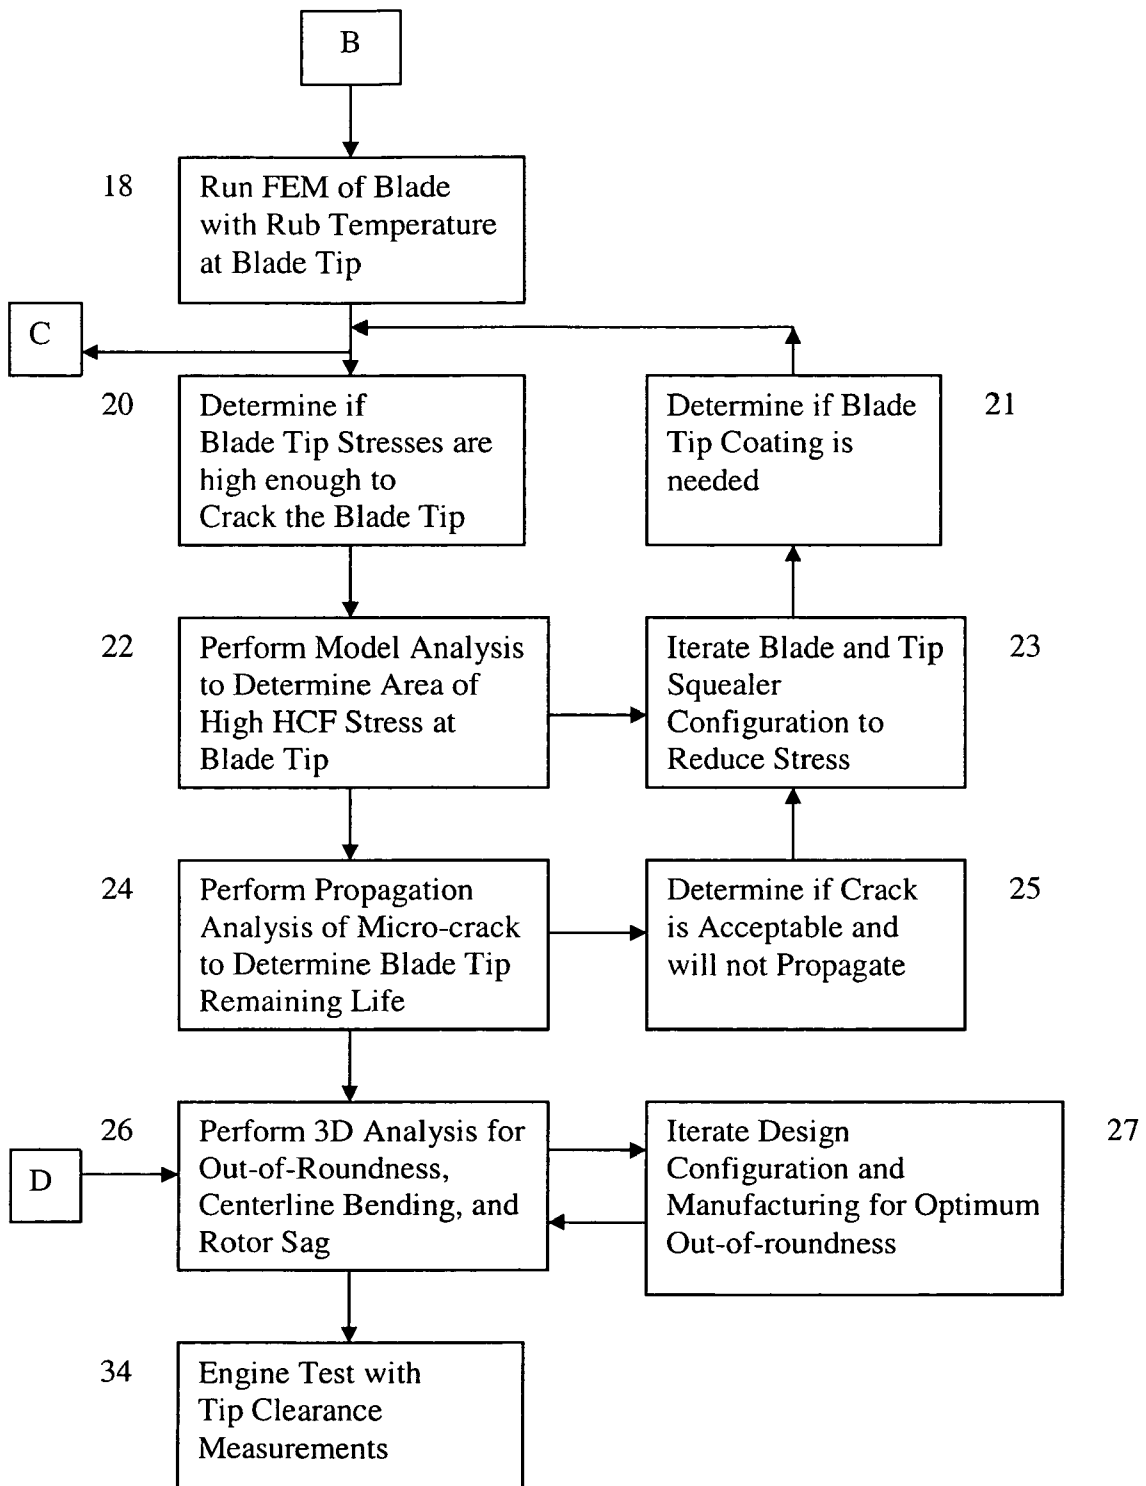 B
18
Run FEM of Blade
with Rub Temperature
at Blade Tip
C
20
Determine if
Blade Tip Stresses are
high enough to
Crack the Blade Tip
Determine if Blade
Tip Coating is
needed
21
22
Perform Model Analysis
to Determine Area of
High HCF Stress at
Blade Tip
Iterate Blade and Tip
Squealer
Configuration to
Reduce Stress
23
24
Perform Propagation
Analysis of Micro-crack
to Determine Blade Tip
Remaining Life
Determine if Crack
is Acceptable and
will not Propagate
25
26
D
Perform 3D Analysis for
Out-of-Roundness,
Centerline Bending, and
Rotor Sag
Iterate Design
Configuration and
Manufacturing for Optimum
Out-of-roundness
27
34
Engine Test with
Tip Clearance
Measurements